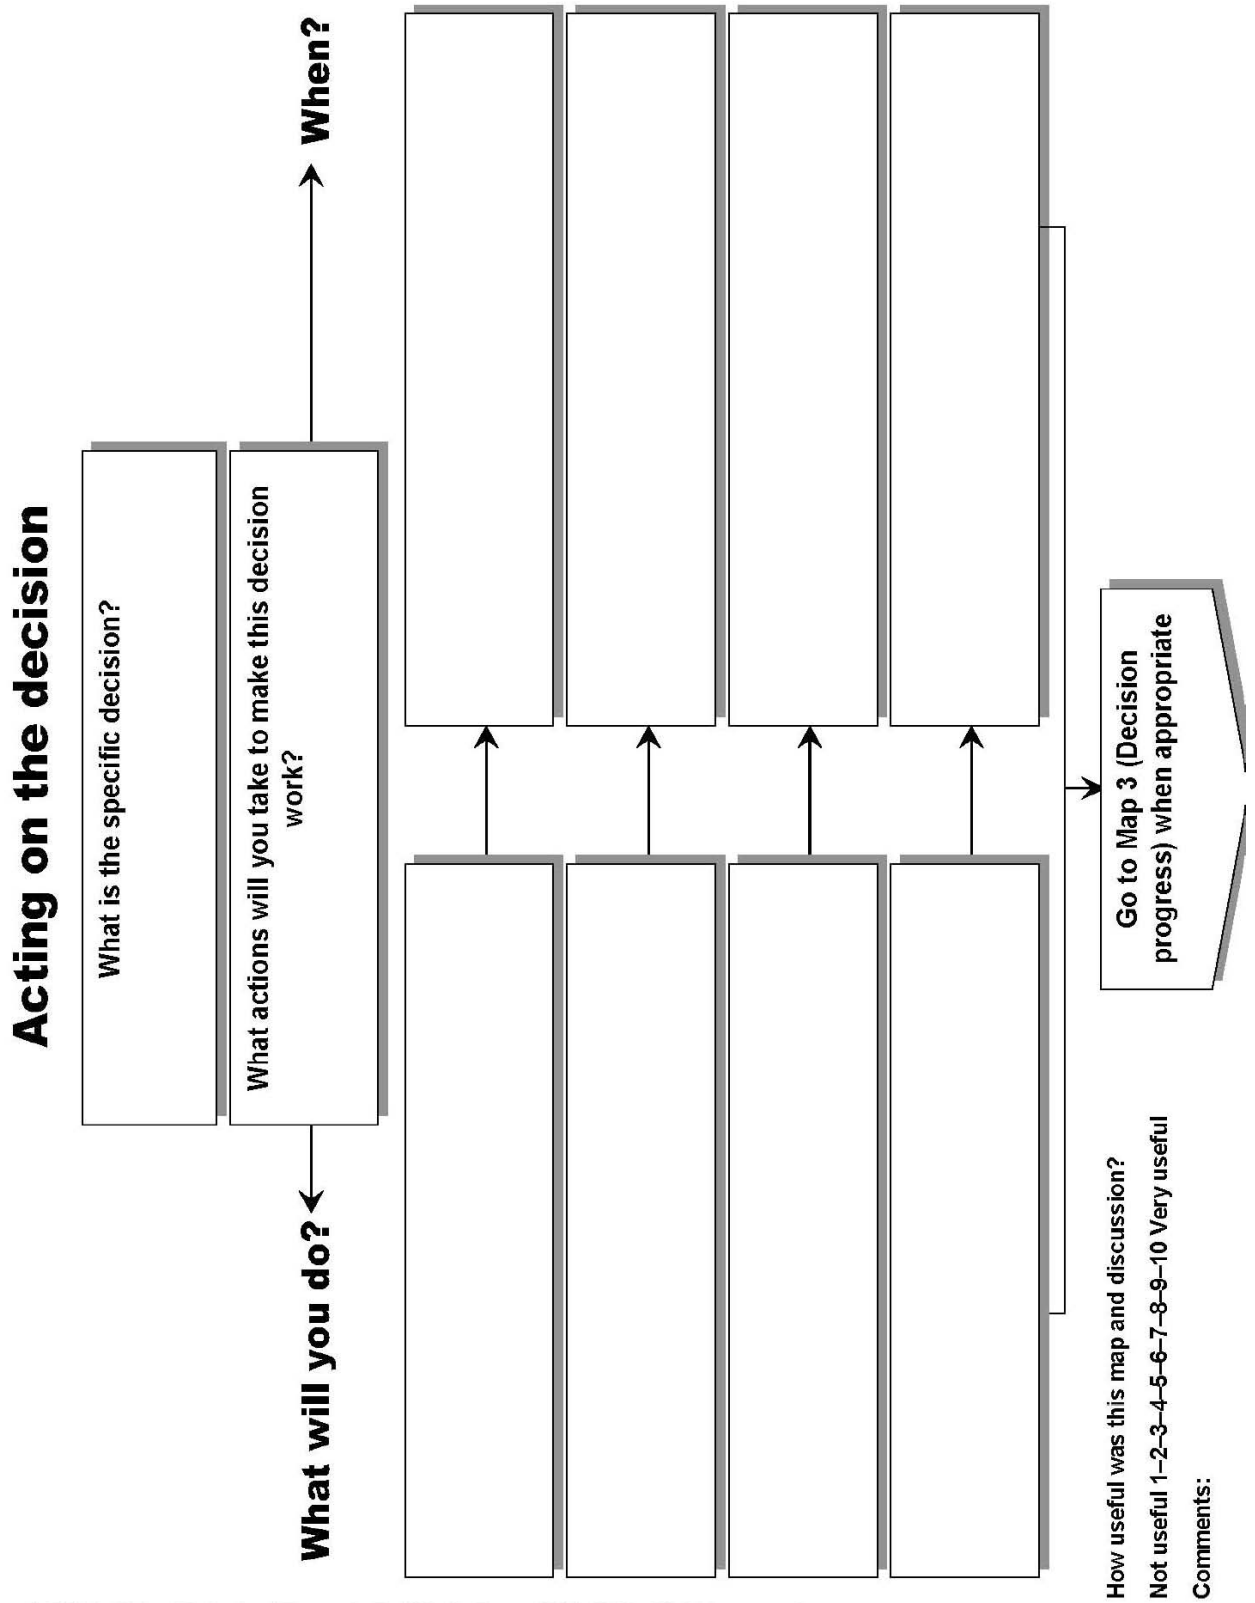 Acting on the decision
What is the specific decision?
What actions will you take to make this decision
work?
What will you do?
When?
Go to Map 3 (Decision
progress) when appropriate
How useful was this map and discussion?
Not useful 1–2–3–4–5–6–7–8–9–10 Very useful
Comments: